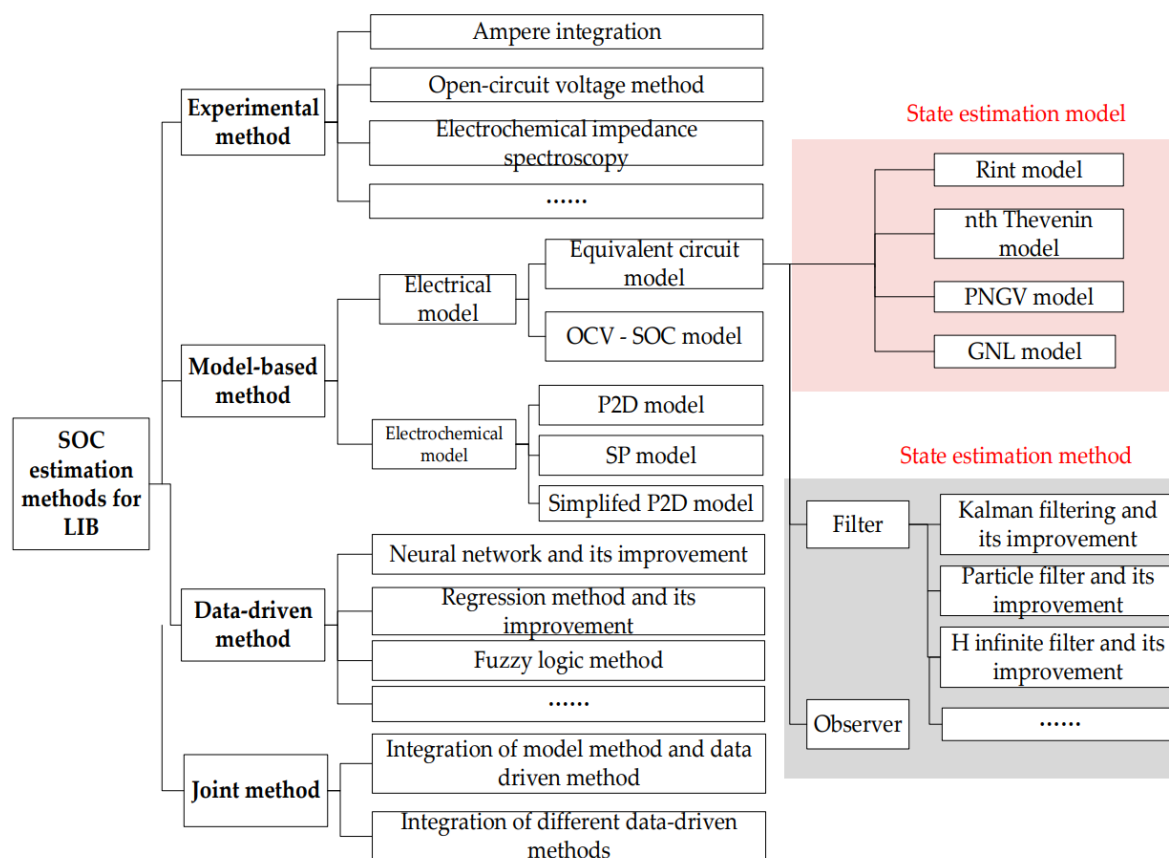 SOC
estimation
methods for
LIB
Experimental
method
Ampere integration
Open-circuit voltage method
Electrochemical impedance
spectroscopy
......
Model-based
method
Electrical
model
Equivalent circuit
model
OCV - SOC model
Electrochemical
model
P2D model
SP model
Simplifed P2D model
State estimation model
Rint model
nth Thevenin
model
PNGV model
GNL model
State estimation method
Filter
Kalman filtering and
its improvement
Particle filter and its
improvement
H infinite filter and its
improvement
......
Observer
Data-driven
method
Neural network and its improvement
Regression method and its
improvement
Fuzzy logic method
......
Joint method
Integration of model method and data
driven method
Integration of different data-driven
methods